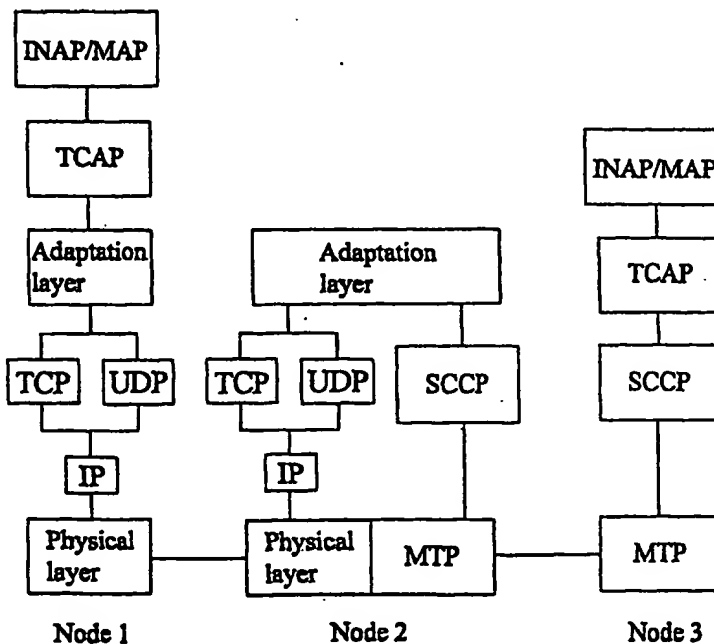 INAP/MAP
TCAP
Adaptation
layer
TCP
UDP
IP
Physical
layer
Node 1
Adaptation
layer
TCP
UDP
SCCP
IP
Physical
layer
MTP
Node 2
INAP/MAP
TCAP
SCCP
MTP
Node 3